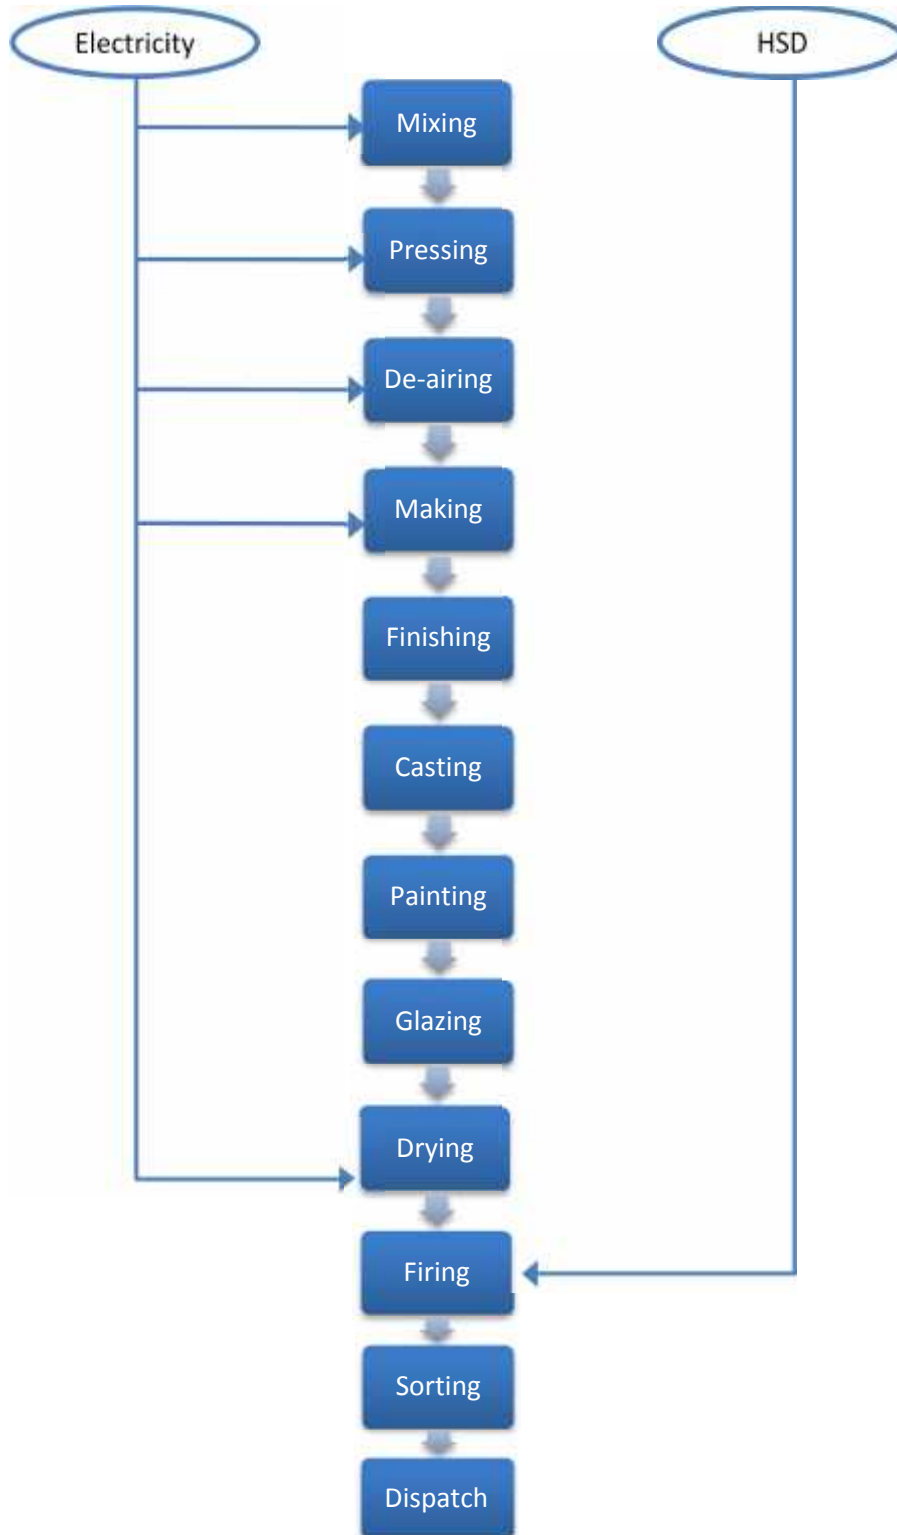 Electricity
HSD
Mixing
Pressing
De-airing
Making
Finishing
Casting
Painting
Glazing
Drying
Firing
Sorting
Dispatch